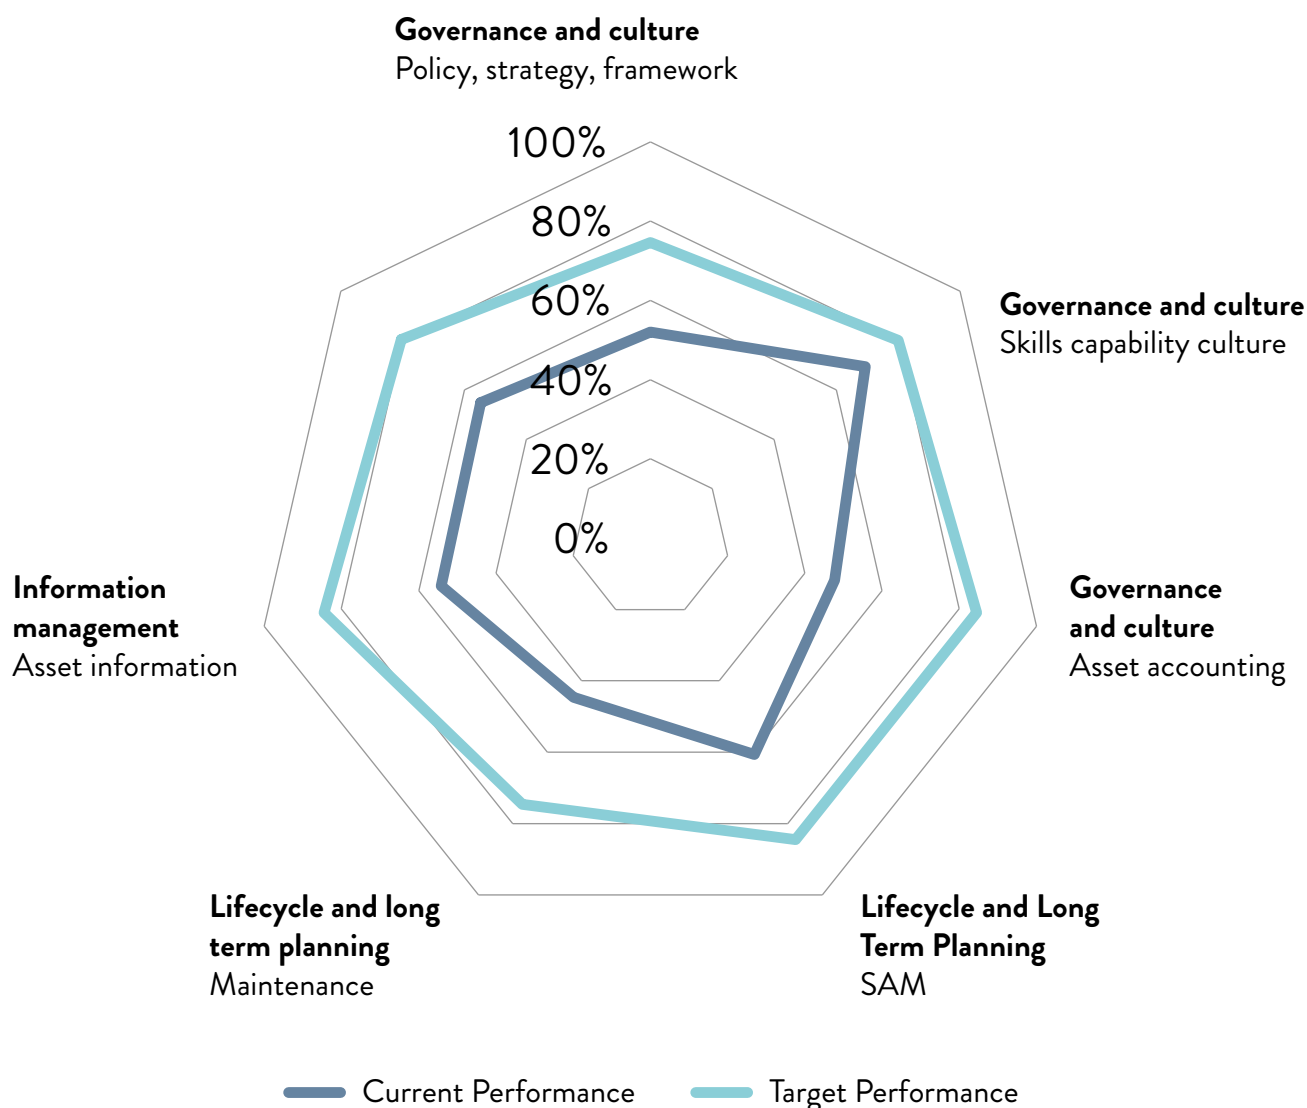 Governance and culture
Policy, strategy, framework
100%
80%
60%
40%
20%
0%
Governance and culture
Skills capability culture
Governance
and culture
Asset accounting
Lifecycle and Long
Term Planning
SAM
Lifecycle and long
term planning
Maintenance
Information
management
Asset information
Current Performance
Target Performance